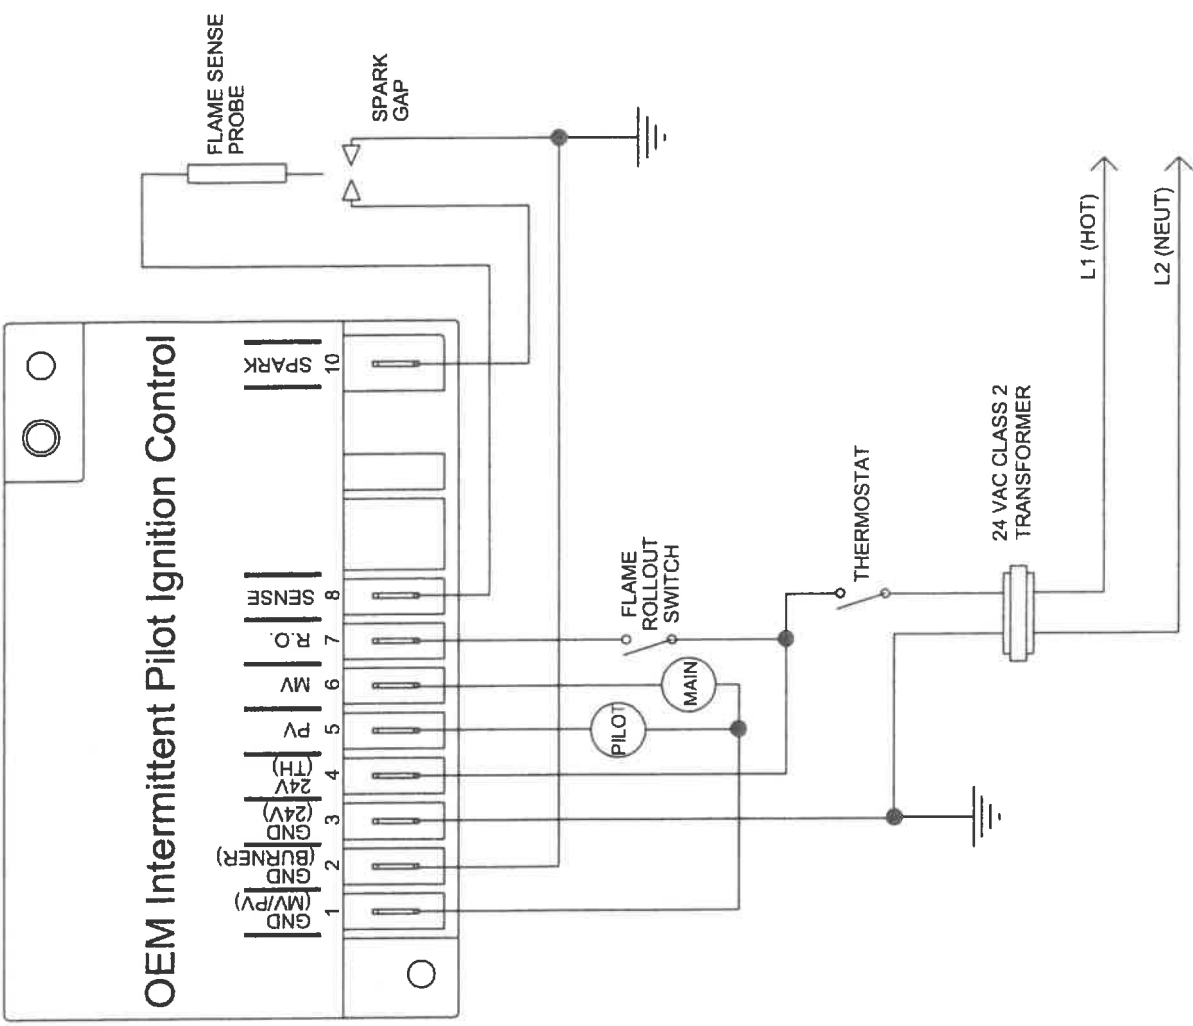 OEM Intermittent Pilot Ignition Control
GND
(MV/PV)
1
GND
(BURNER)
2
GND
(24V)
3
24V
(TH)
4
PV
5
MV
6
R.O.
7
SENSE
8
SPARK
10
FLAME SENSE
PROBE
SPARK
GAP
PILOT
MAIN
FLAME
ROLLOUT
SWITCH
THERMOSTAT
24 VAC CLASS 2
TRANSFORMER
L1 (HOT)
L2 (NEUT)